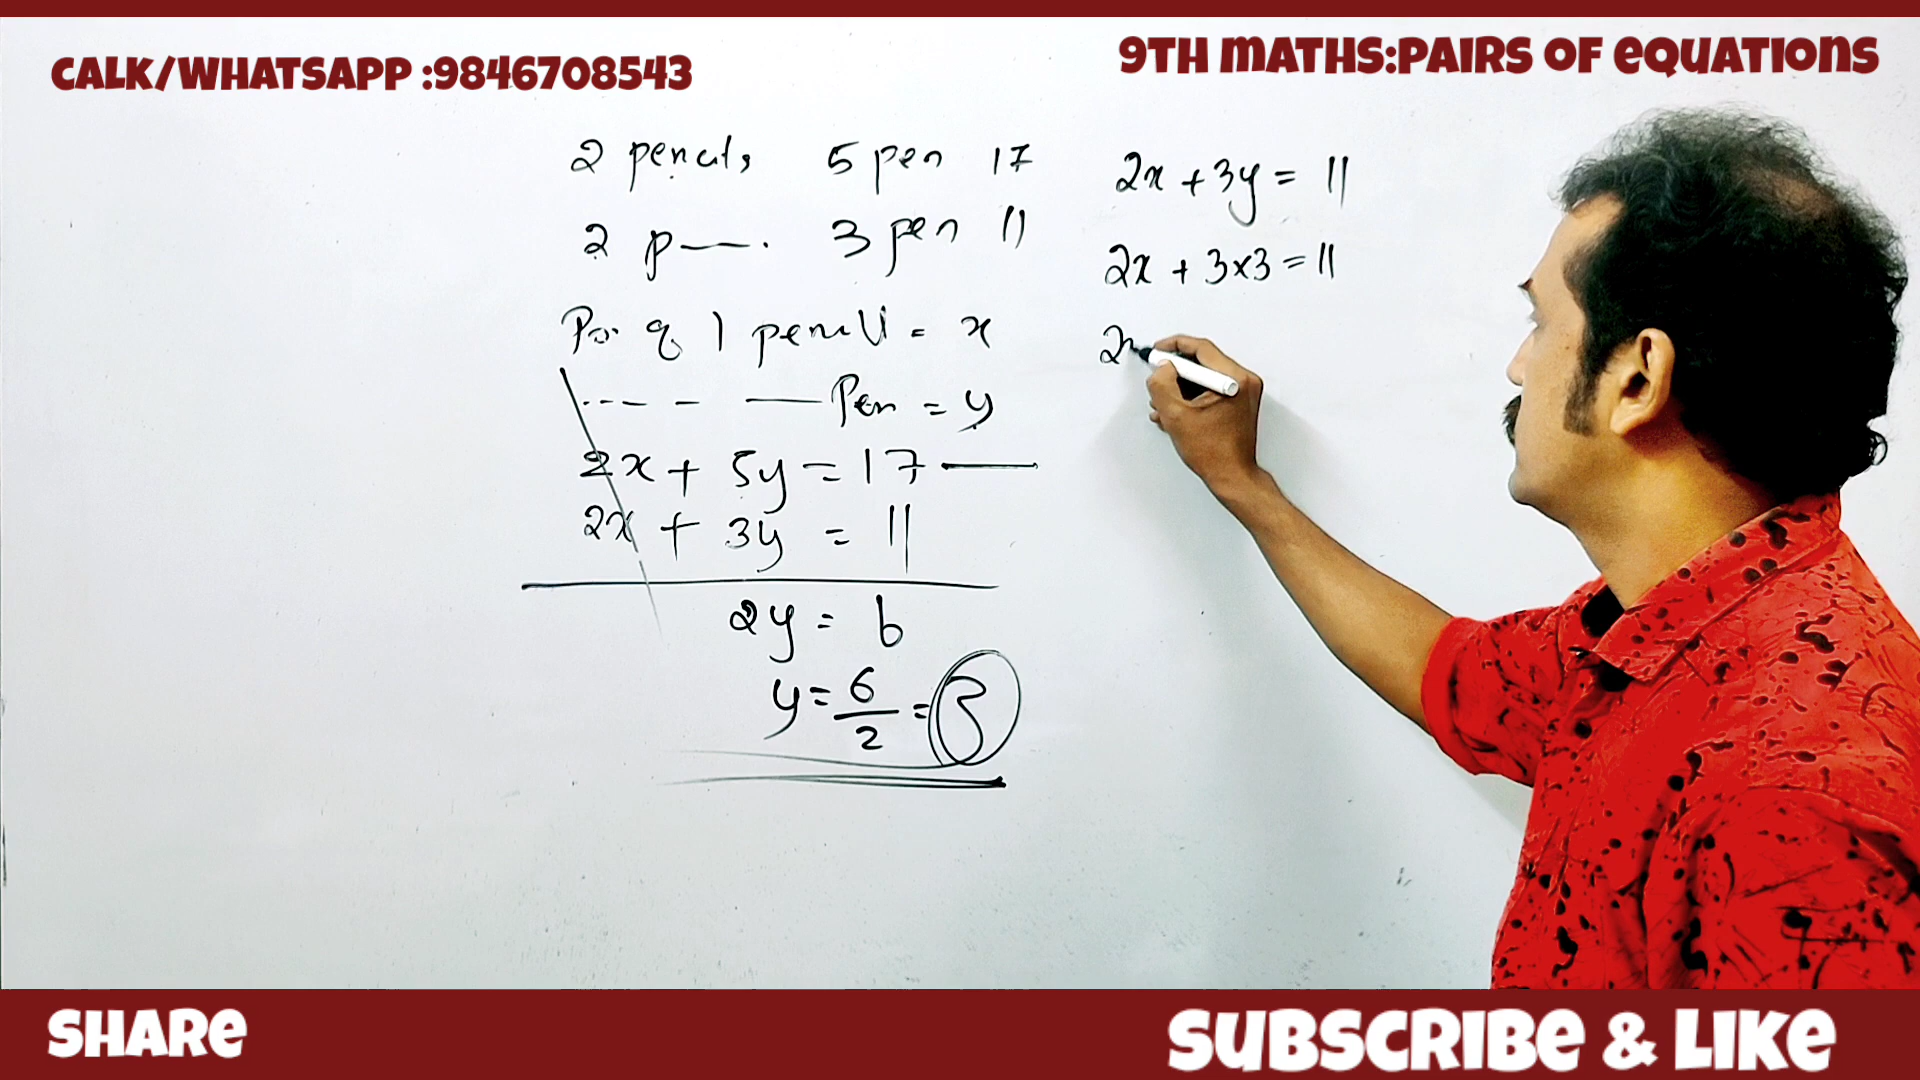 CALK/WHATSAPP :9846708543
9TH MATHS:PAIRS OF EQUATIONS
2 pencils 5 pen 17
2 p——. 3 pen 11
1 pencil = x
---- — —— Pen = y
2x + 5y = 17 ——
2x + 3y = 11
2y = 6
y = 6/2 = 3
2x + 3y = 11
2x + 3×3 = 11
2x
SHARE
SUBSCRIBE & LIKE